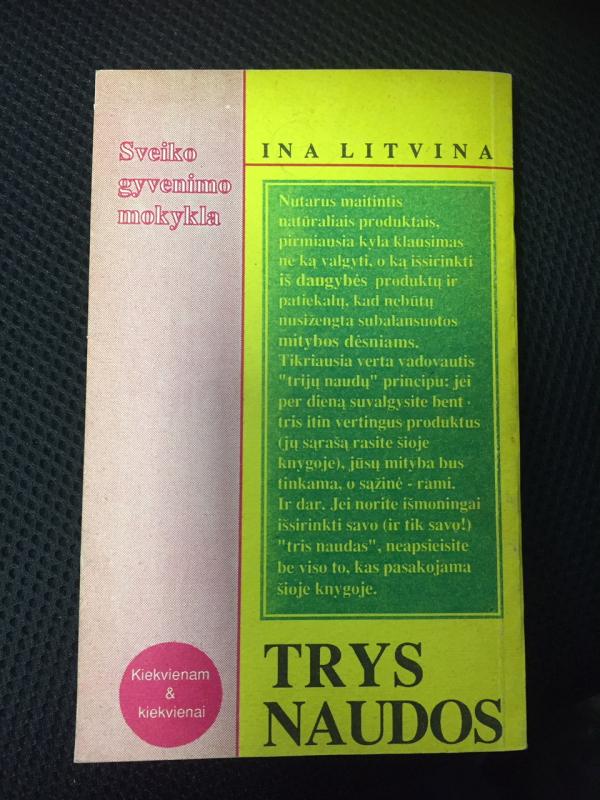 Sveiko
gyvenimo
mokykla
INA LITVINA
Nutarus maitintis
natūraliais produktais,
pirmiausia kyla klausimas
ne ką valgyti, o ką išsirinkti
iš dangybės produktų ir
patiekalų, kad nebūtų
nusižengta subalansuotos
mitybos dėsniams.
Tikriausia verta vadovautis
"trijų naudų" principu: jei
per dieną suvalgysite bent
tris itin vertingus produktus
(jų sąrašą rasite šioje
knygoje), jūsų mityba bus
tinkama, o sąžinė - rami.
Ir dar. Jei norite išmoningai
išsirinkti savo (ir tik savo!)
"tris naudas", neapsieisite
be viso to, kas pasakojama
šioje knygoje.
Kiekvienam
&
kiekvienai
TRYS
NAUDOS